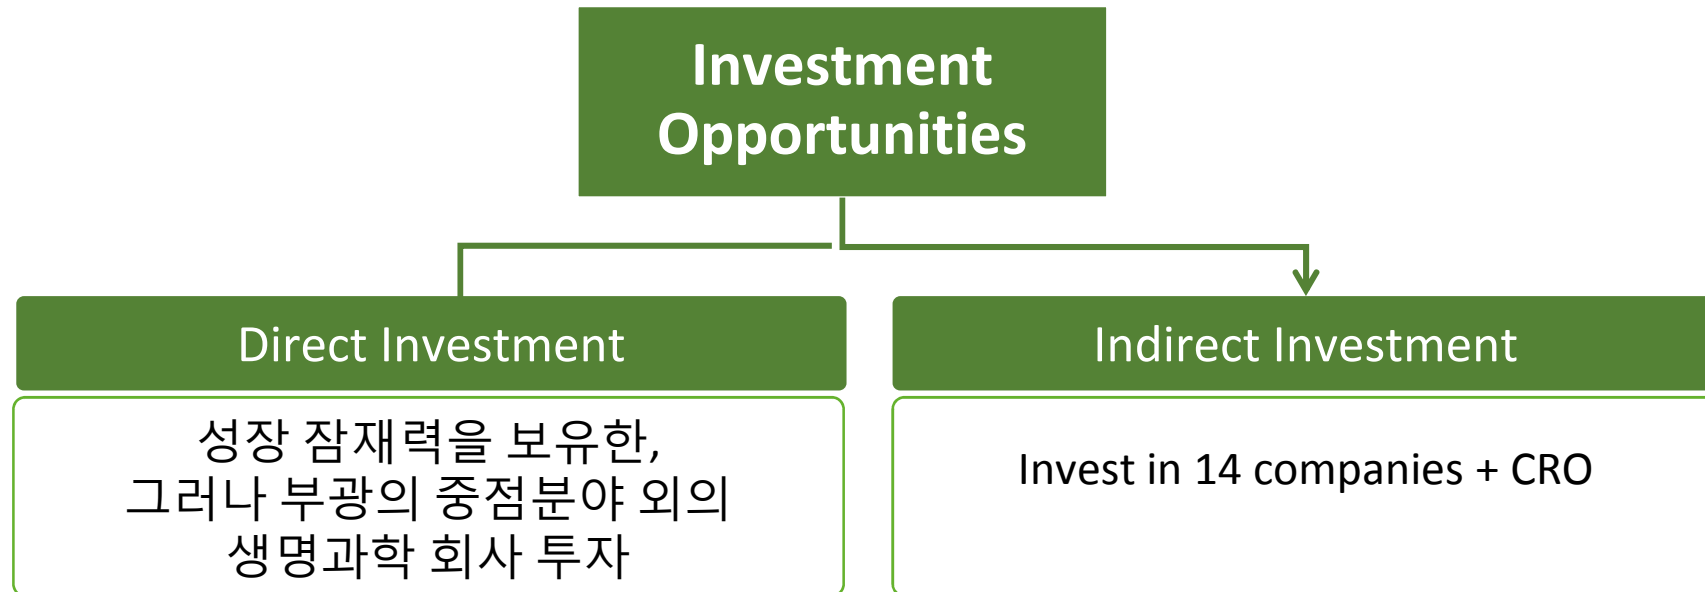 Investment
Opportunities
Direct Investment
성장 잠재력을 보유한,
그러나 부광의 중점분야 외의
생명과학 회사 투자
Indirect Investment
Invest in 14 companies + CRO